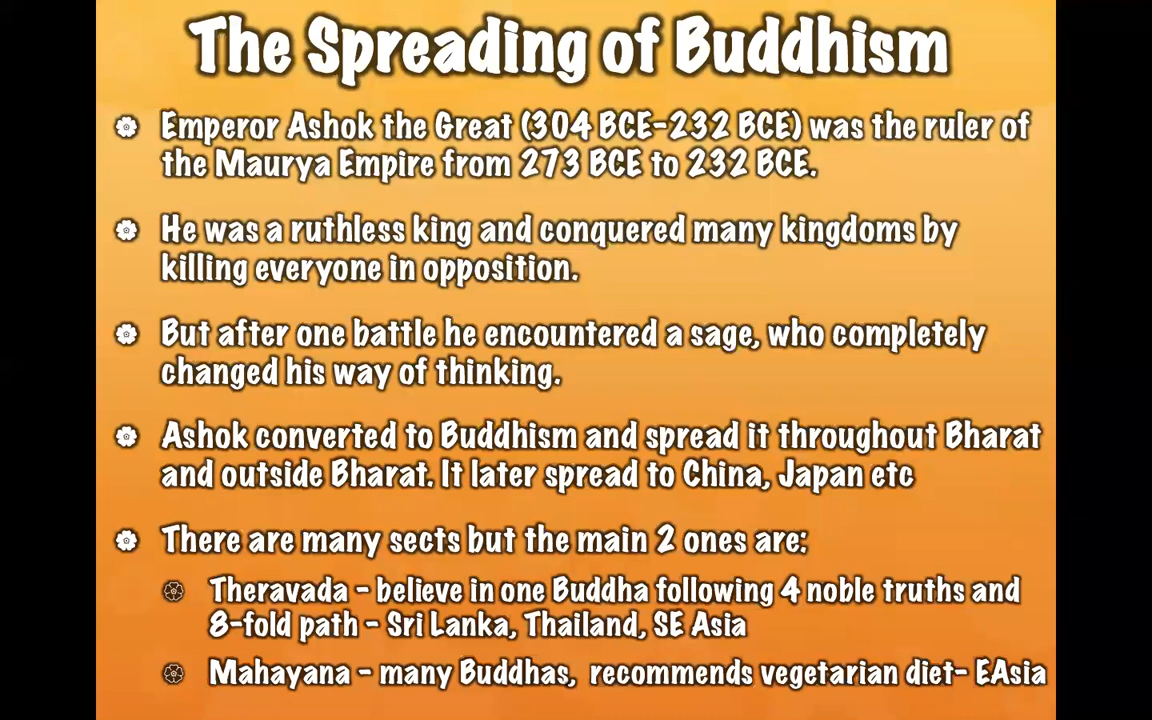 The Spreading of Buddhism
Emperor Ashok the Great (304 BCE-232 BCE) was the ruler of
the Maurya Empire from 273 BCE to 232 BCE.
He was a ruthless king and conquered many kingdoms by
killing everyone in opposition.
But after one battle he encountered a sage, who completely
changed his way of thinking.
Ashok converted to Buddhism and spread it throughout Bharat
and outside Bharat. It later spread to China, Japan etc
There are many sects but the main 2 ones are:
Theravada - believe in one Buddha following 4 noble truths and
8-fold path - Sri Lanka, Thailand, SE Asia
Mahayana - many Buddhas, recommends vegetarian diet- EAsia